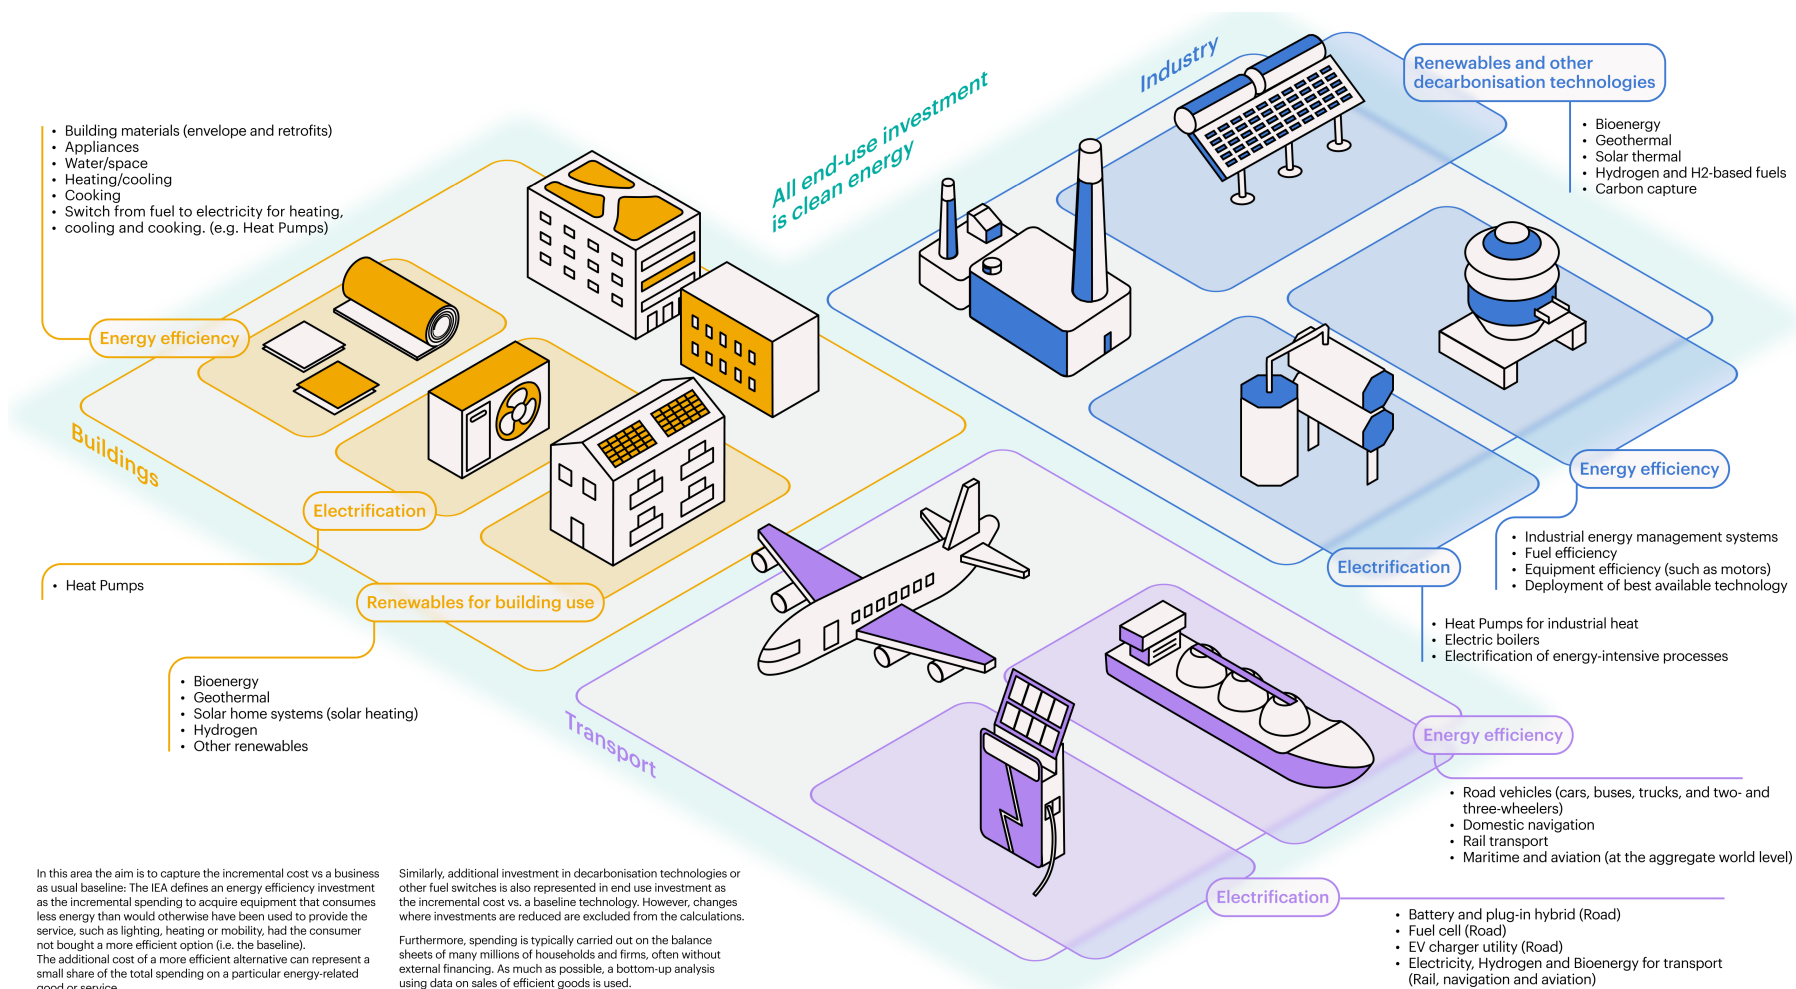 All end-use investment
is clean energy
Industry
Renewables and other
decarbonisation technologies
• Bioenergy
• Geothermal
• Solar thermal
• Hydrogen and H2-based fuels
• Carbon capture
• Building materials (envelope and retrofits)
• Appliances
• Water/space
• Heating/cooling
• Cooking
• Switch from fuel to electricity for heating,
• cooling and cooking. (e.g. Heat Pumps)
Energy efficiency
Buildings
Electrification
• Heat Pumps
Renewables for building use
• Bioenergy
• Geothermal
• Solar home systems (solar heating)
• Hydrogen
• Other renewables
Energy efficiency
• Industrial energy management systems
• Fuel efficiency
• Equipment efficiency (such as motors)
• Deployment of best available technology
Electrification
• Heat Pumps for industrial heat
• Electric boilers
• Electrification of energy-intensive processes
Transport
Energy efficiency
• Road vehicles (cars, buses, trucks, and two- and
three-wheelers)
• Domestic navigation
• Rail transport
• Maritime and aviation (at the aggregate world level)
Electrification
• Battery and plug-in hybrid (Road)
• Fuel cell (Road)
• EV charger utility (Road)
• Electricity, Hydrogen and Bioenergy for transport
(Rail, navigation and aviation)
In this area the aim is to capture the incremental cost vs a business
as usual baseline: The IEA defines an energy efficiency investment
as the incremental spending to acquire equipment that consumes
less energy than would otherwise have been used to provide the
service, such as lighting, heating or mobility, had the consumer
not bought a more efficient option (i.e. the baseline).
The additional cost of a more efficient alternative can represent a
small share of the total spending on a particular energy-related
good or service.
Similarly, additional investment in decarbonisation technologies or
other fuel switches is also represented in end use investment as
the incremental cost vs. a baseline technology. However, changes
where investments are reduced are excluded from the calculations.
Furthermore, spending is typically carried out on the balance
sheets of many millions of households and firms, often without
external financing. As much as possible, a bottom-up analysis
using data on sales of efficient goods is used.